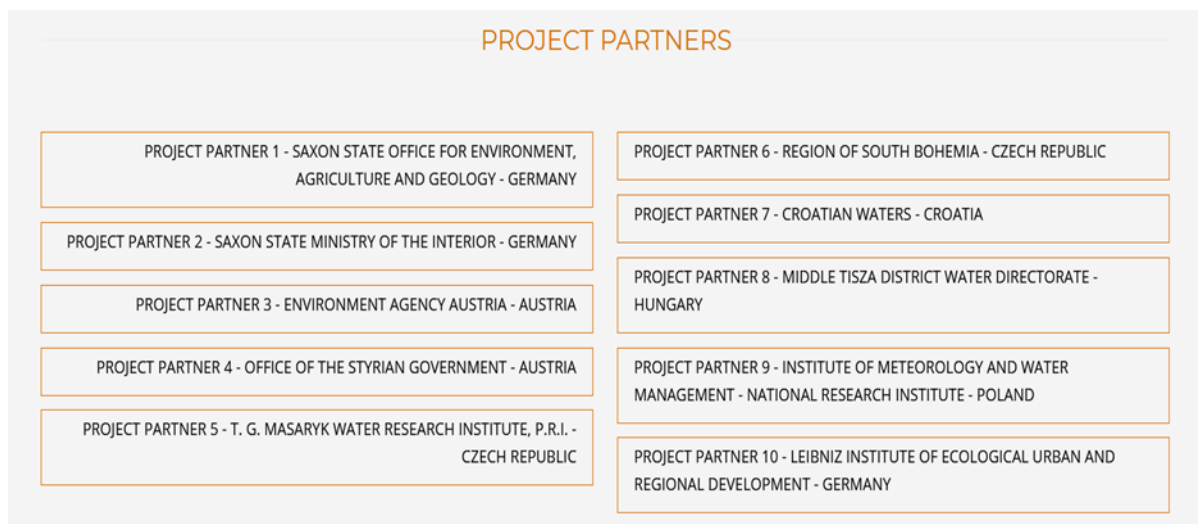 PROJECT PARTNERS
PROJECT PARTNER 1 - SAXON STATE OFFICE FOR ENVIRONMENT,
AGRICULTURE AND GEOLOGY - GERMANY
PROJECT PARTNER 2 - SAXON STATE MINISTRY OF THE INTERIOR - GERMANY
PROJECT PARTNER 3 - ENVIRONMENT AGENCY AUSTRIA - AUSTRIA
PROJECT PARTNER 4 - OFFICE OF THE STYRIAN GOVERNMENT - AUSTRIA
PROJECT PARTNER 5 - T. G. MASARYK WATER RESEARCH INSTITUTE, P.R.I. -
CZECH REPUBLIC
PROJECT PARTNER 6 - REGION OF SOUTH BOHEMIA - CZECH REPUBLIC
PROJECT PARTNER 7 - CROATIAN WATERS - CROATIA
PROJECT PARTNER 8 - MIDDLE TISZA DISTRICT WATER DIRECTORATE -
HUNGARY
PROJECT PARTNER 9 - INSTITUTE OF METEOROLOGY AND WATER
MANAGEMENT - NATIONAL RESEARCH INSTITUTE - POLAND
PROJECT PARTNER 10 - LEIBNIZ INSTITUTE OF ECOLOGICAL URBAN AND
REGIONAL DEVELOPMENT - GERMANY